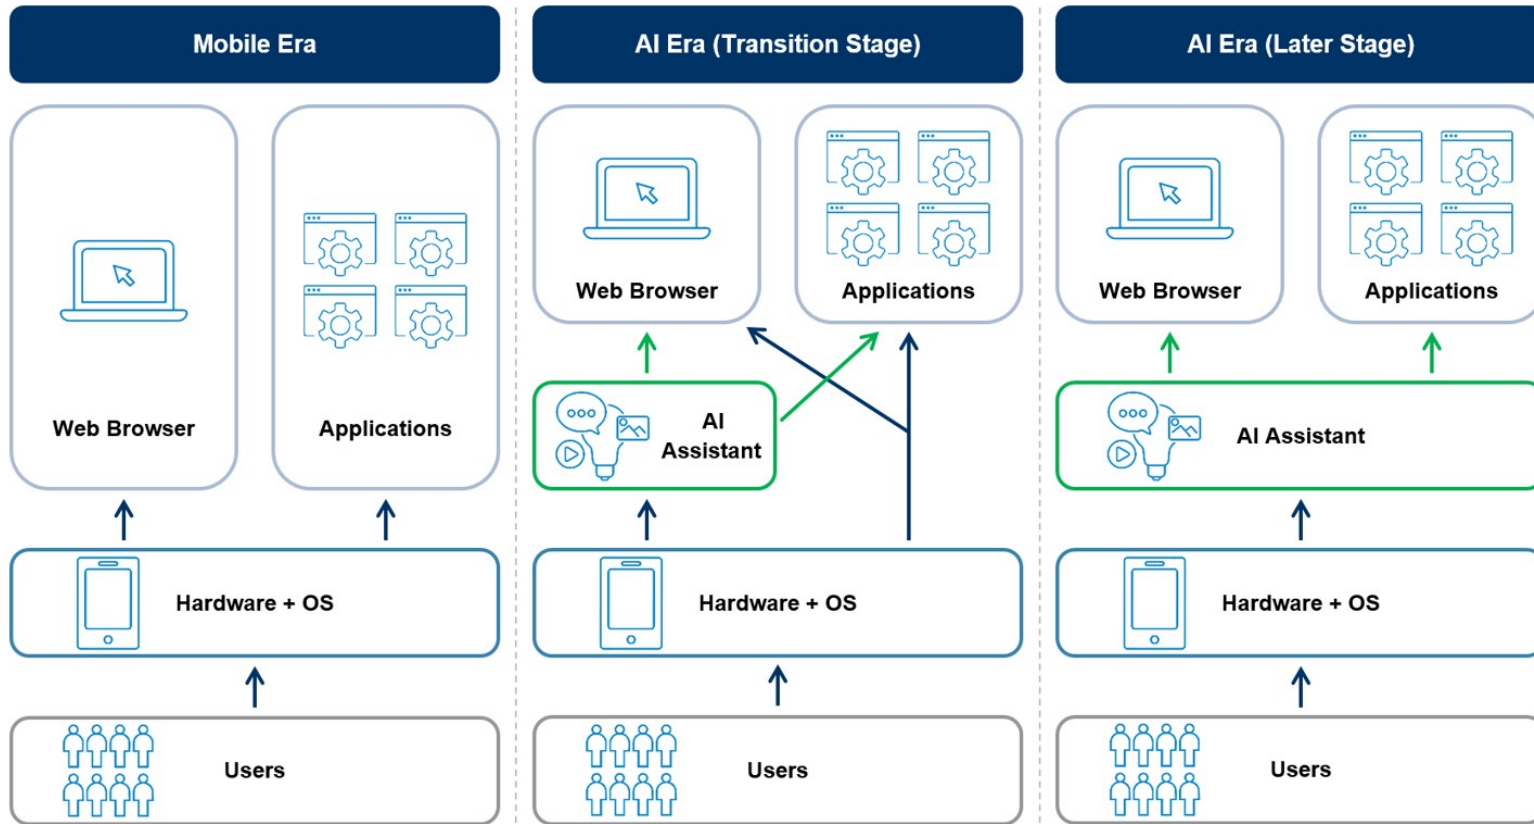 Mobile Era
Web Browser
Applications
Hardware + OS
Users
AI Era (Transition Stage)
Web Browser
Applications
AI
Assistant
Hardware + OS
Users
AI Era (Later Stage)
Web Browser
Applications
AI Assistant
Hardware + OS
Users